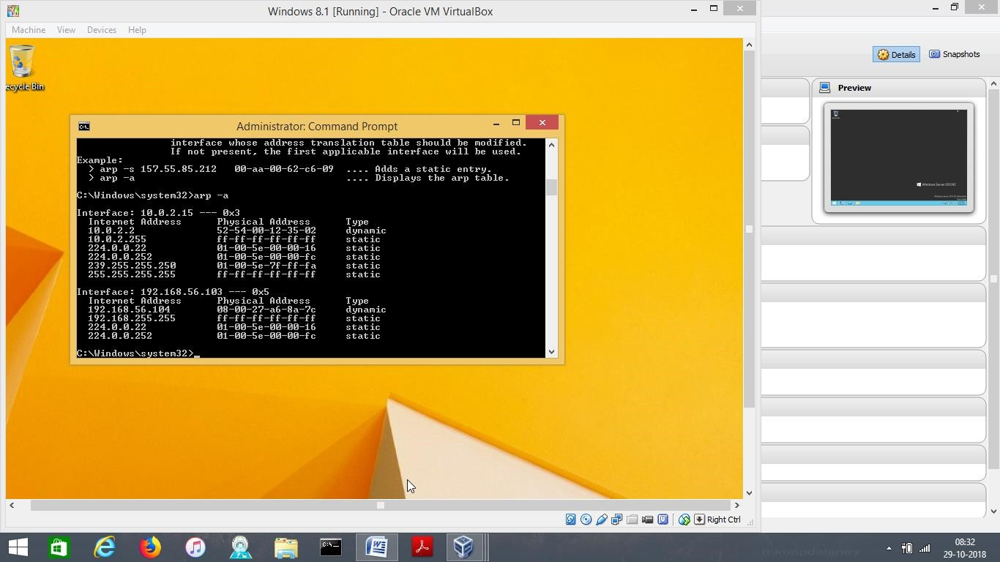 Windows 8.1 [Running] - Oracle VM VirtualBox
Machine View Devices Help
ecycle Bin
Administrator: Command Prompt
interface whose address translation table should be modified.
If not present, the first applicable interface will be used.
Example:
> arp -s 157.55.85.212 00-aa-00-62-c6-09 .... Adds a static entry.
> arp -a .... Displays the arp table.
C:\Windows\system32>arp -a
Interface: 10.0.2.15 --- 0x3
Internet Address Physical Address Type
10.0.2.2 52-54-00-12-35-02 dynamic
10.0.2.255 ff-ff-ff-ff-ff-ff static
224.0.0.22 01-00-5e-00-00-16 static
224.0.0.252 01-00-5e-00-00-fc static
239.255.255.250 01-00-5e-7f-ff-fa static
255.255.255.255 ff-ff-ff-ff-ff-ff static
Interface: 192.168.56.103 --- 0x5
Internet Address Physical Address Type
192.168.56.104 08-00-27-a6-8a-7c dynamic
192.168.255.255 ff-ff-ff-ff-ff-ff static
224.0.0.22 01-00-5e-00-00-16 static
224.0.0.252 01-00-5e-00-00-fc static
C:\Windows\system32>_
Right Ctrl
Details Snapshots
Preview
Windows Server 2012 R2
08:32
29-10-2018